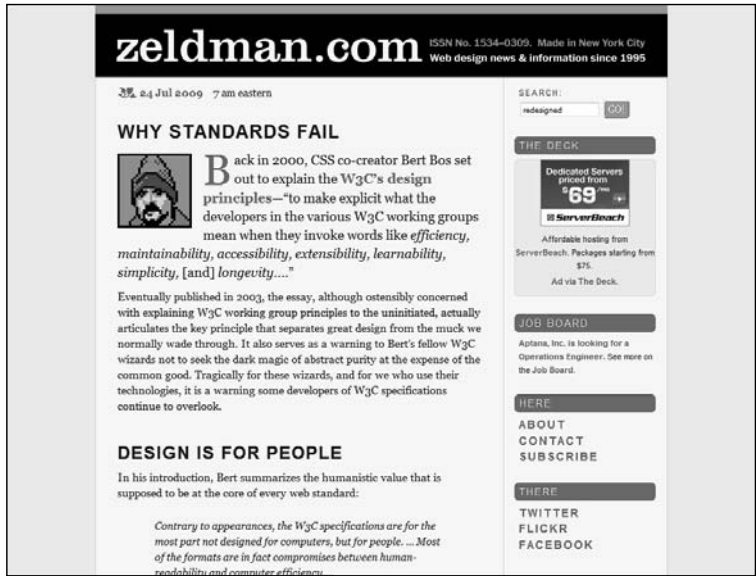 zeldman.com
ISSN No. 1534–0309. Made in New York City
Web design news & information since 1995
24 Jul 2009 7 am eastern
WHY STANDARDS FAIL
Back in 2000, CSS co-creator Bert Bos set
out to explain the W3C's design
principles—“to make explicit what the
developers in the various W3C working groups
mean when they invoke words like efficiency,
maintainability, accessibility, extensibility, learnability,
simplicity, [and] longevity....”
Eventually published in 2003, the essay, although ostensibly concerned
with explaining W3C working group principles to the uninitiated, actually
articulates the key principle that separates great design from the muck we
normally wade through. It also serves as a warning to Bert's fellow W3C
wizards not to seek the dark magic of abstract purity at the expense of the
common good. Tragically for these wizards, and for we who use their
technologies, it is a warning some developers of W3C specifications
continue to overlook.
DESIGN IS FOR PEOPLE
In his introduction, Bert summarizes the humanistic value that is
supposed to be at the core of every web standard:
Contrary to appearances, the W3C specifications are for the
most part not designed for computers, but for people. ... Most
of the formats are in fact compromises between human-
readability and computer efficiency
SEARCH:
redesigned
GO!
THE DECK
Dedicated Servers
priced from
$69/mo
ServerBeach
Affordable hosting from
ServerBeach. Packages starting from
$75.
Ad via The Deck.
JOB BOARD
Aptana, Inc. is looking for a
Operations Engineer. See more on
the Job Board.
HERE
ABOUT
CONTACT
SUBSCRIBE
THERE
TWITTER
FLICKR
FACEBOOK